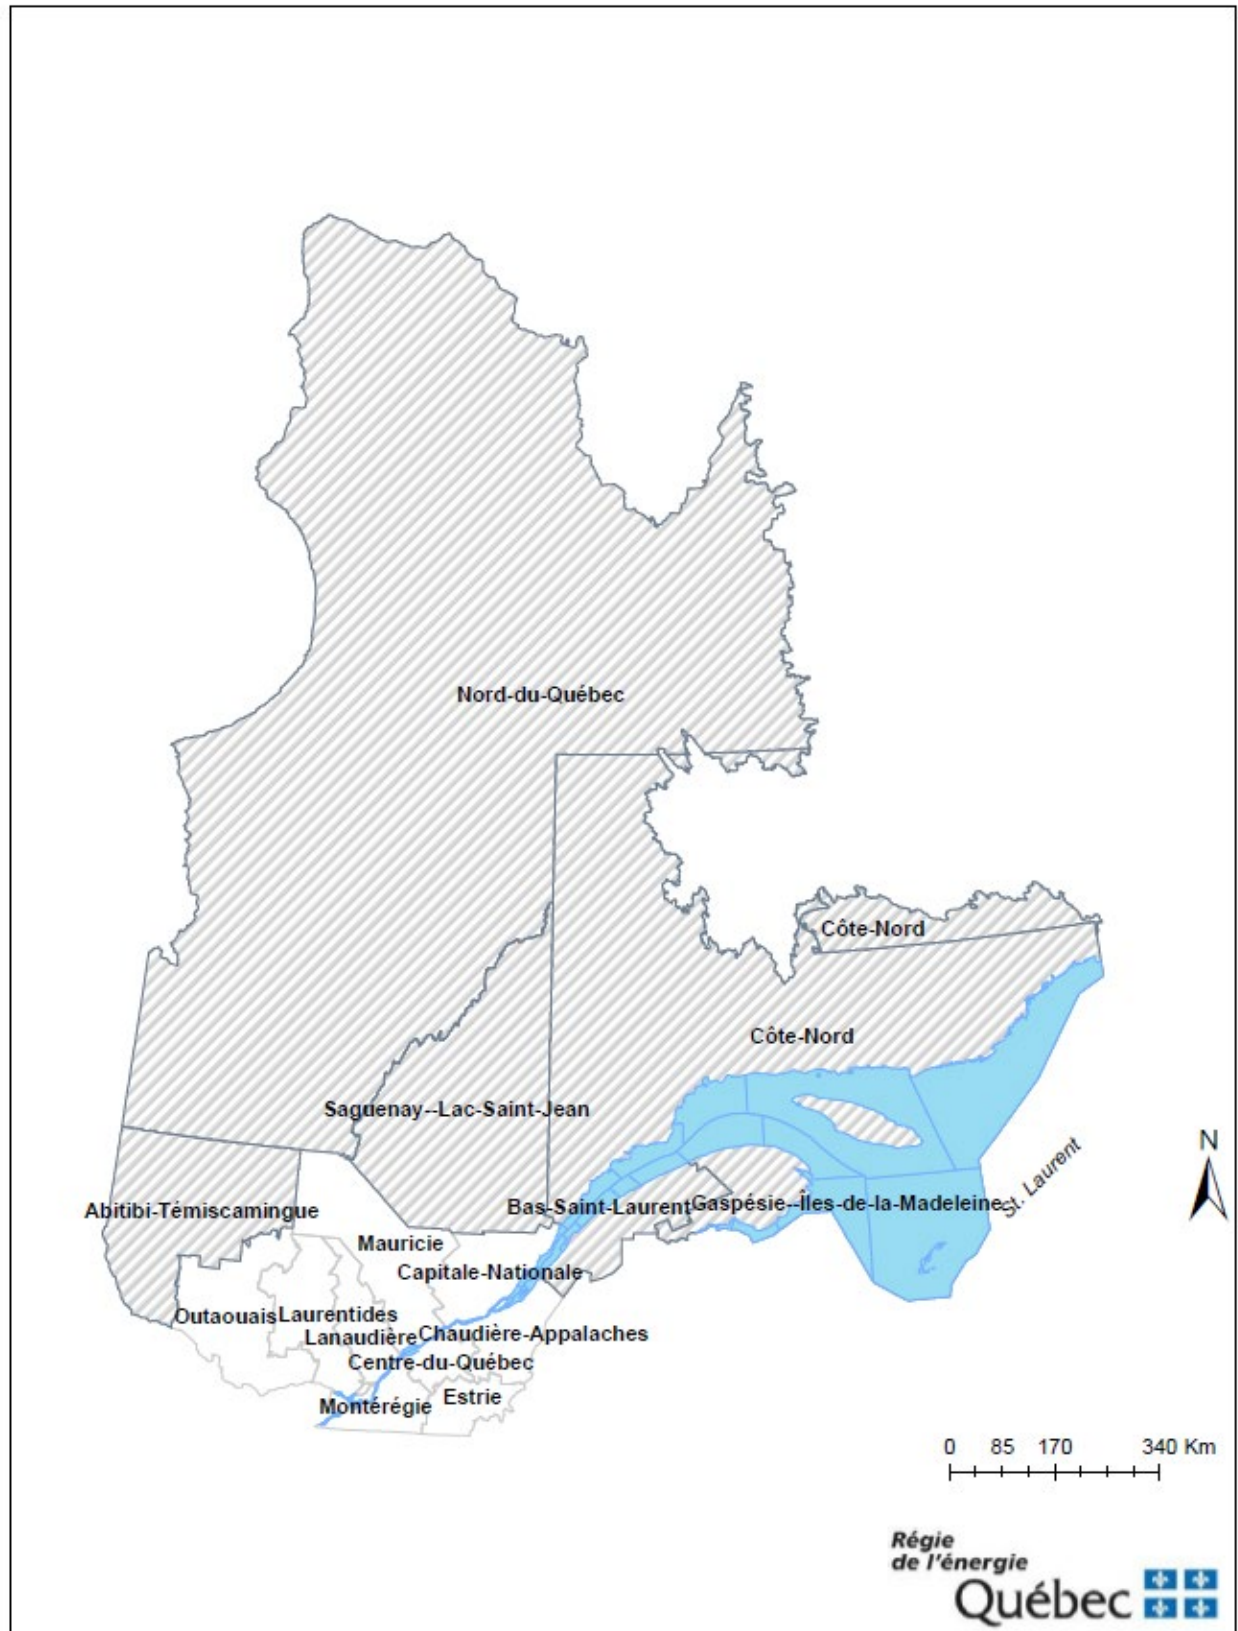 Nord-du-Québec
Côte-Nord
Côte-Nord
Saguenay--Lac-Saint-Jean
St. Laurent
N
Abitibi-Témiscamingue
Bas-Saint-Laurent
Gaspésie--Îles-de-la-Madeleine
Mauricie
Capitale-Nationale
Outaouais
Laurentides
Lanaudière
Chaudière-Appalaches
Centre-du-Québec
Montérégie
Estrie
0 85 170 340 Km
Régie
de l'énergie
Québec